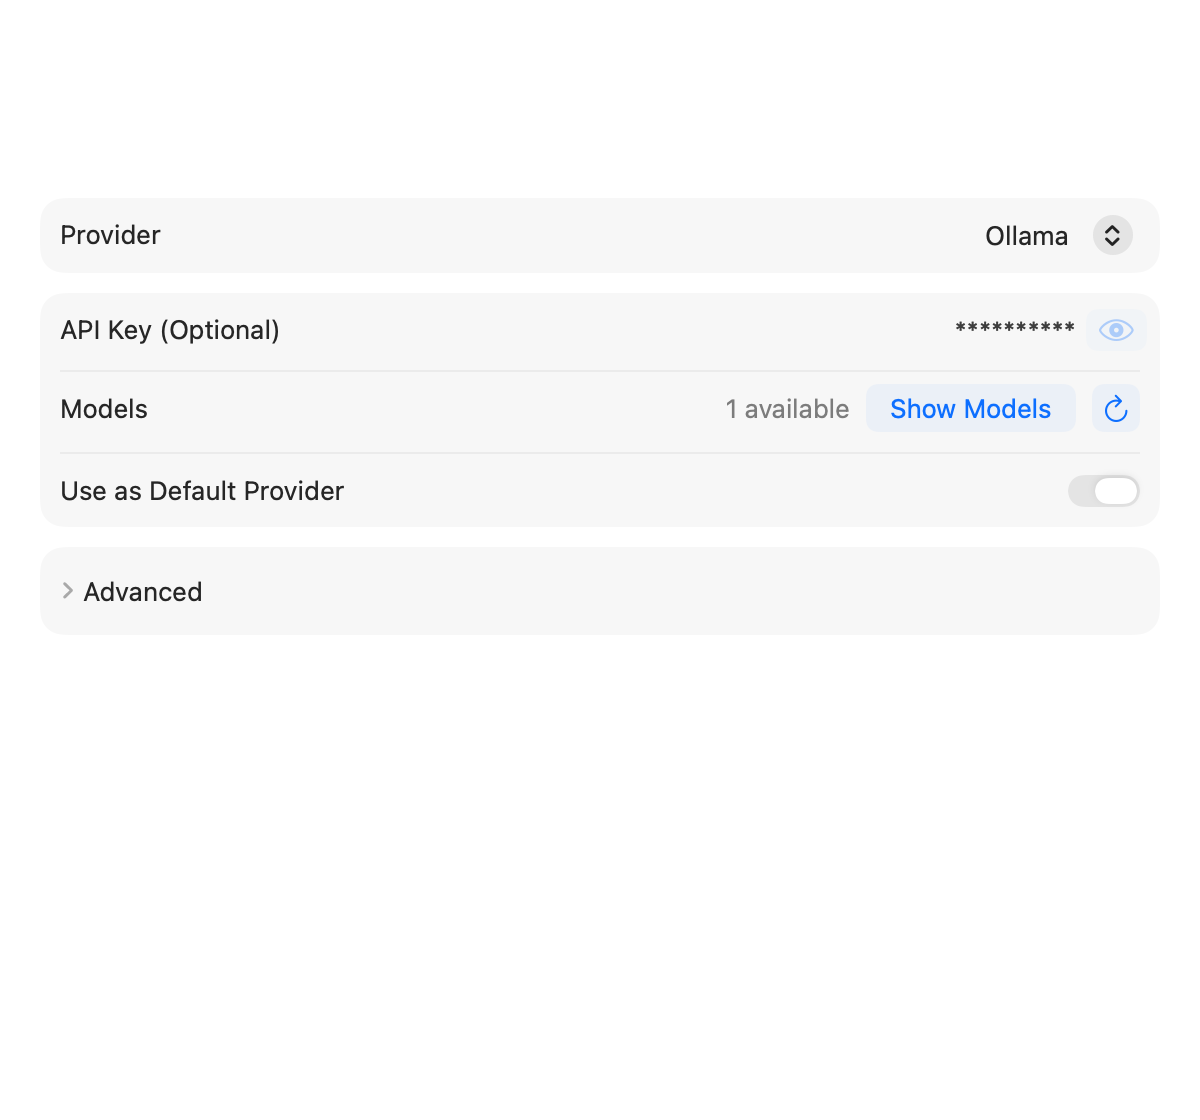 Provider
Ollama
API Key (Optional)
**********
Models
1 available
Show Models
Use as Default Provider
Advanced